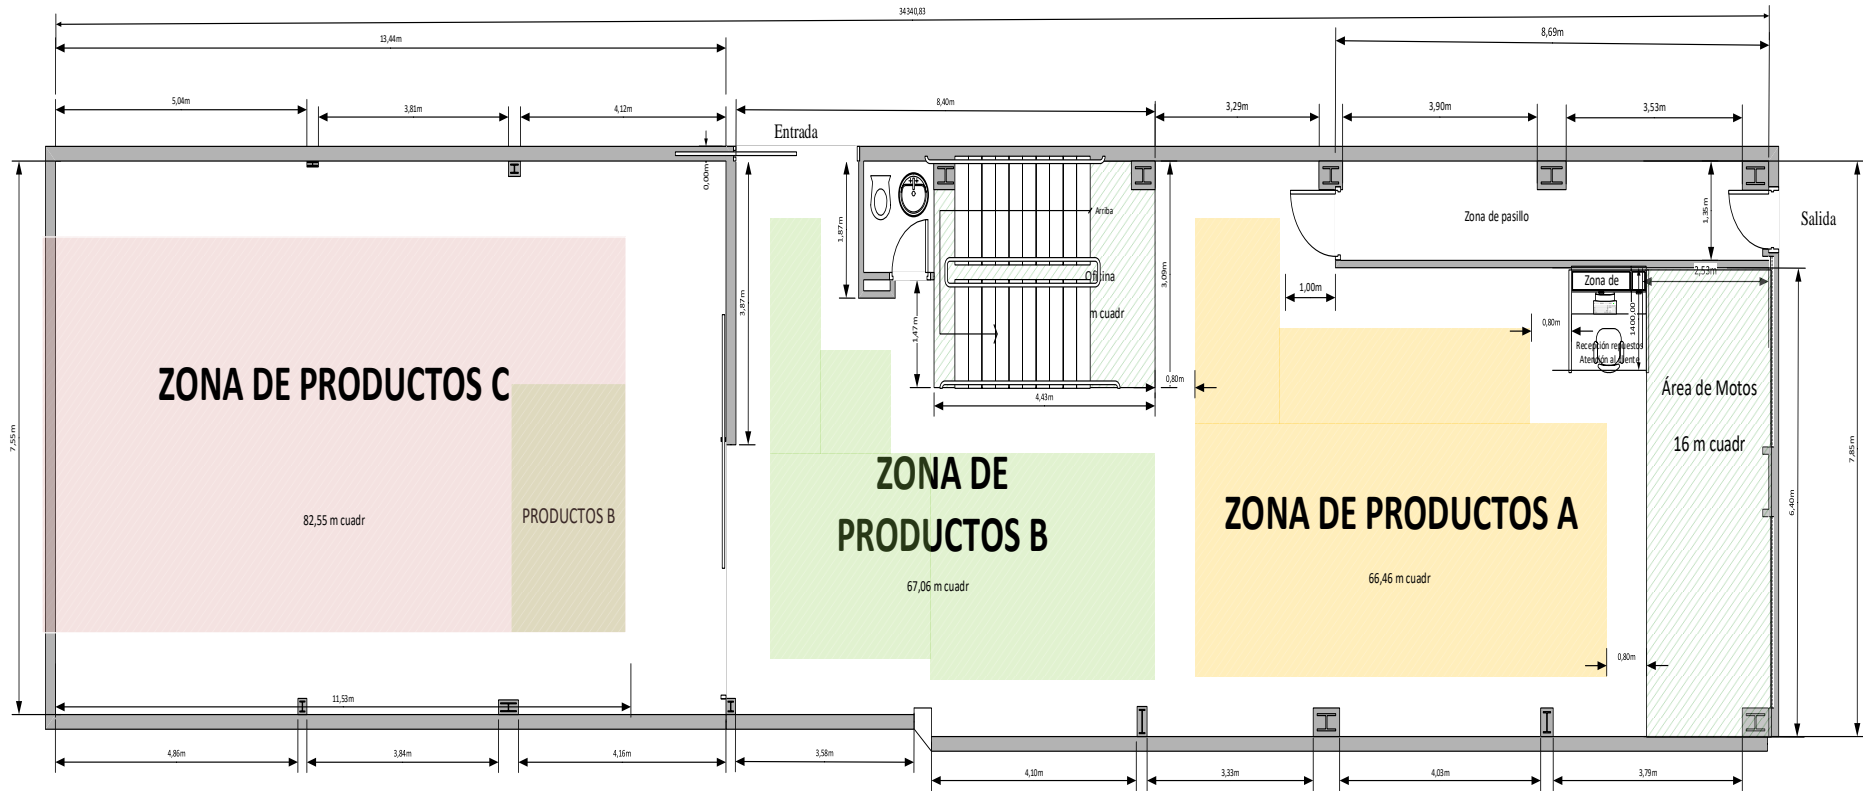 34340,83
13,44m
8,69m
5,04m
3,81m
4,12m
8,40m
3,29m
3,90m
3,53m
Entrada
0,00m
1,87m
3,87m
Arriba
Oficina
m cuadr
1,47m
3,09m
4,43m
0,80m
Zona de pasillo
1,35m
Salida
1,00m
2,53m
Zona de
1400,00
0,80m
Recepción repuestos
Atención al cliente
Área de Motos
16 m cuadr
7,55m
7,85m
6,40m
ZONA DE PRODUCTOS C
82,55 m cuadr
PRODUCTOS B
ZONA DE
PRODUCTOS B
67,06 m cuadr
ZONA DE PRODUCTOS A
66,46 m cuadr
0,80m
11,53m
4,86m
3,84m
4,16m
3,58m
4,10m
3,33m
4,03m
3,79m